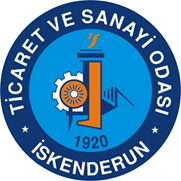 TİCARET VE SANAYİ ODASI
1920
İSKENDERUN